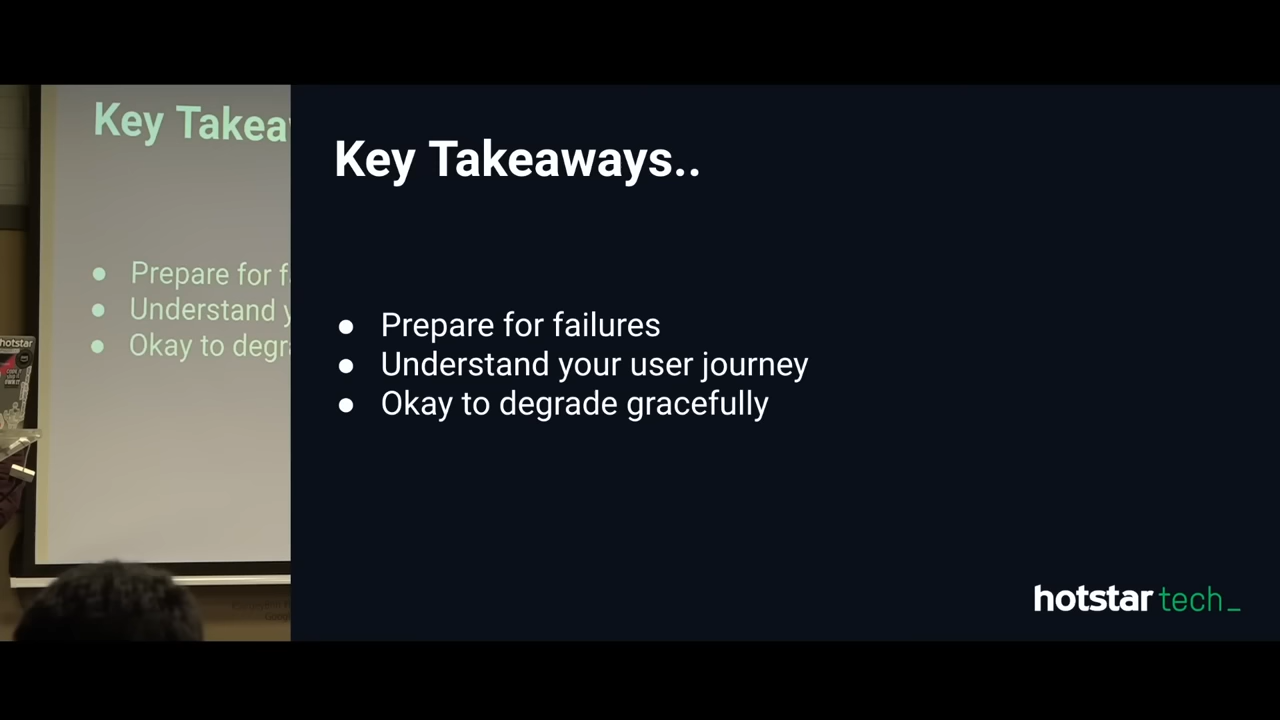 Key Takea
Prepare for f
Understand y
Okay to degr
hotstar
Key Takeaways..
● Prepare for failures
● Understand your user journey
● Okay to degrade gracefully
hotstar tech_